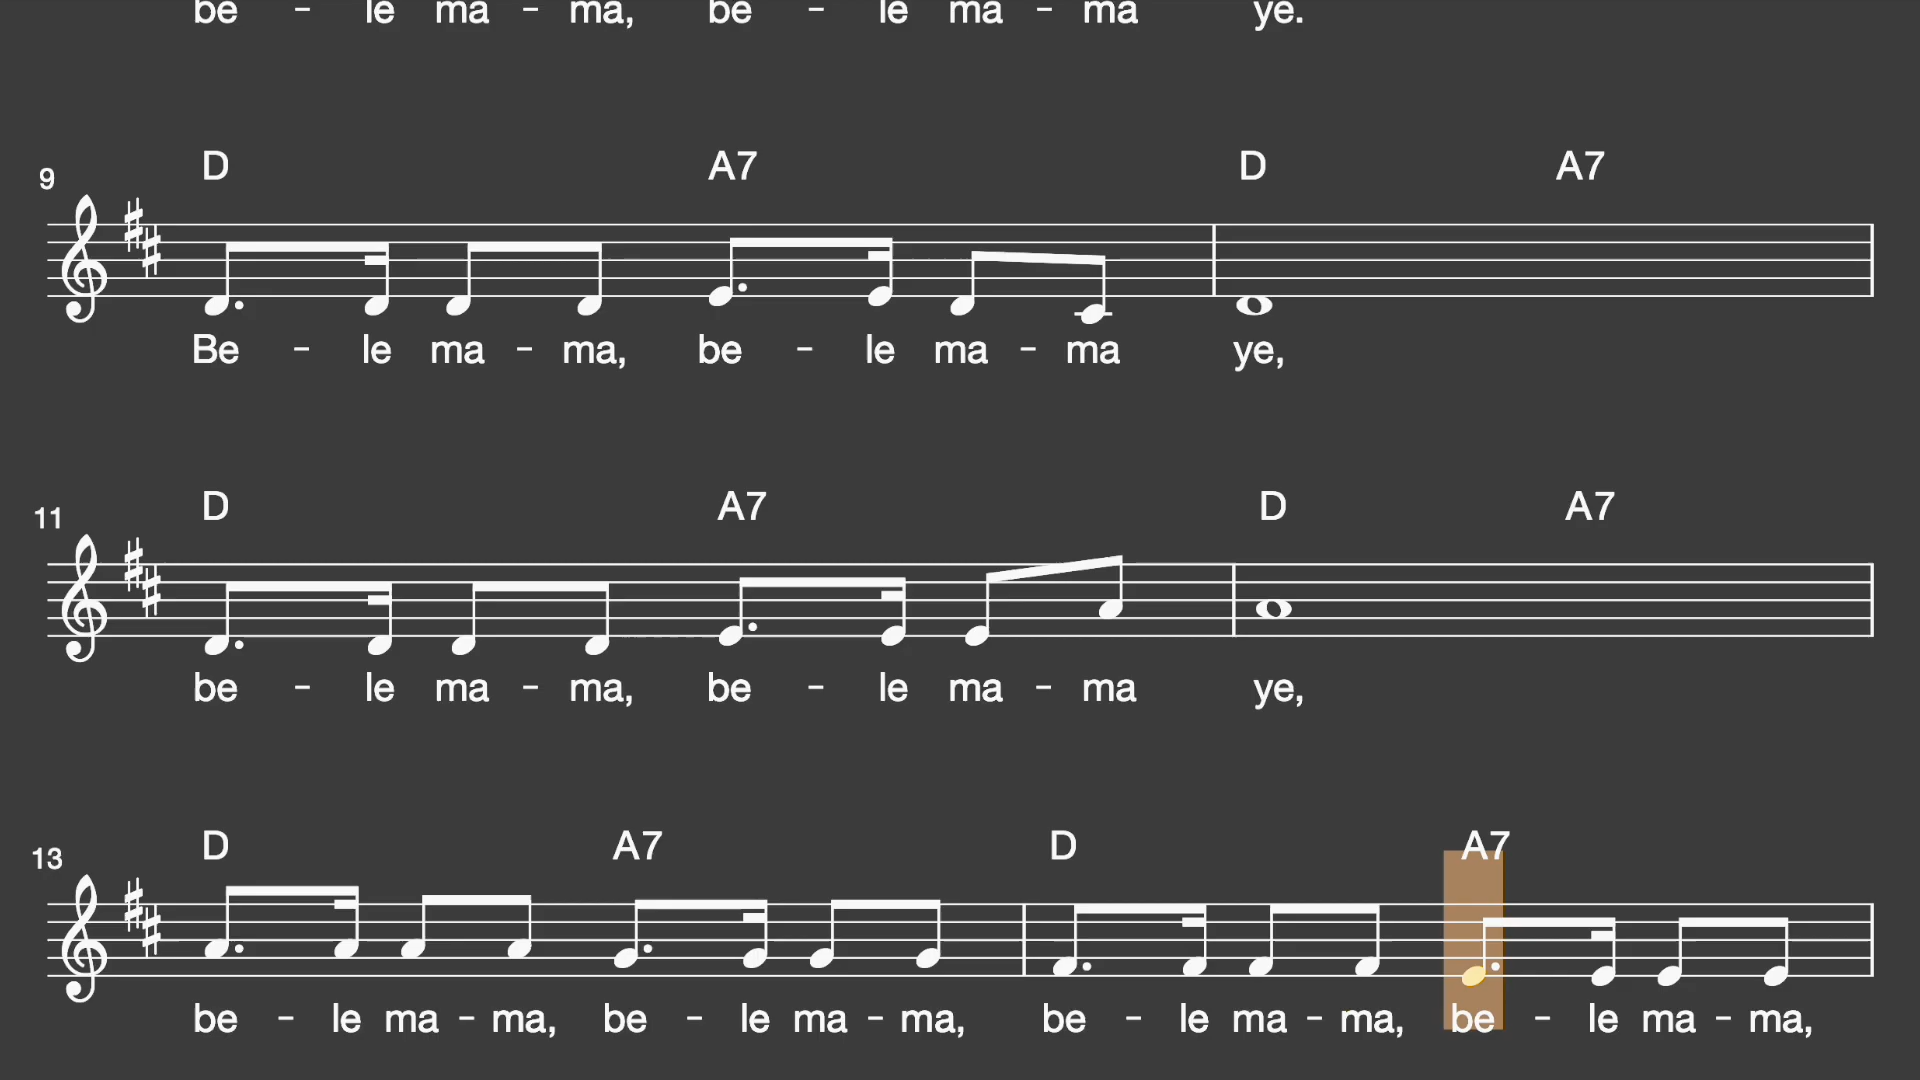 be - le ma - ma, be - le ma - ma ye.
D A7 D A7
9
Be - le ma - ma, be - le ma - ma ye,
D A7 D A7
11
be - le ma - ma, be - le ma - ma ye,
D A7 D A7
13
be - le ma - ma, be - le ma - ma, be - le ma - ma, be - le ma - ma,